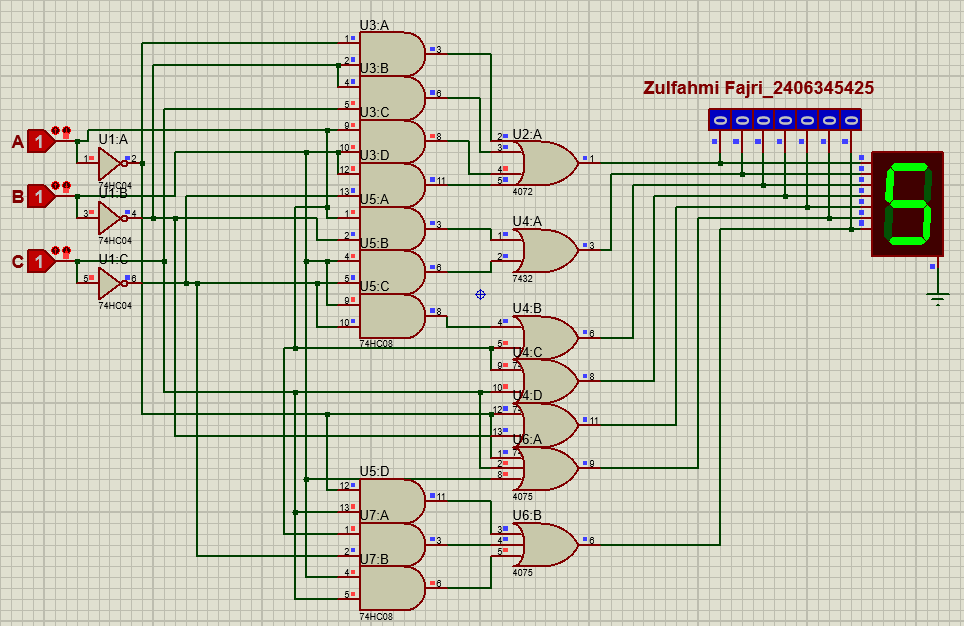 U3:A
1
3
2
U3:B
4
6
5
Zulfahmi Fajri_2406345425
U3:C
0 0 0 0 0 0 0
9
8
A 1
U1:A
10
U3:D
U2:A
2
3
1
1 2
12
4
5
4072
74HC04
11
B 1
U1:B
13
U5:A
3 4
1
3
U4:A
1
74HC04
2
U5:B
3
C 1
U1:C
4
6
2
7432
5 6
5
U5:C
74HC04
9
8
10
U4:B
4
6
74HC08
5
U4:C
9
8
10
U4:D
12
11
13
U6:A
1
2
9
8
U5:D
4075
12
11
13
U7:A
U6:B
1
3
3
4
6
2
U7:B
5
4
6
4075
5
74HC08